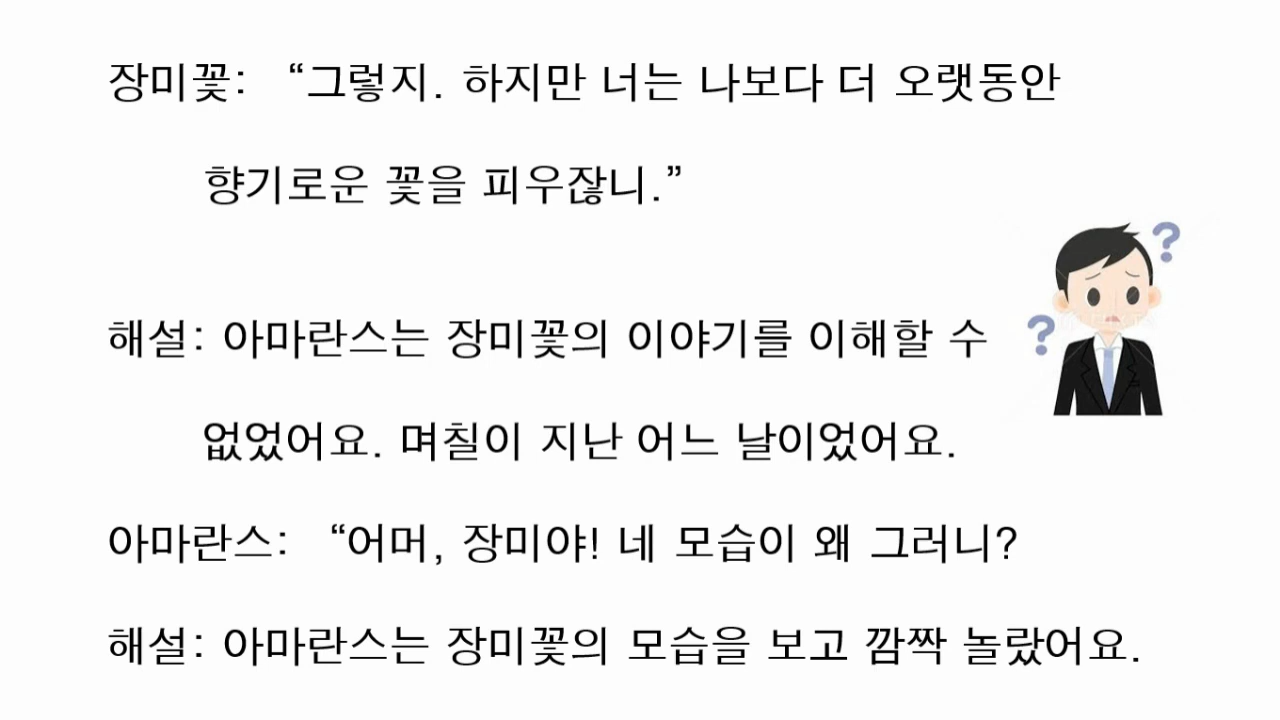 장미꽃: “그렇지. 하지만 너는 나보다 더 오랫동안
향기로운 꽃을 피우잖니.”
해설: 아마란스는 장미꽃의 이야기를 이해할 수
없었어요. 며칠이 지난 어느 날이었어요.
아마란스: “어머, 장미야! 네 모습이 왜 그러니?
해설: 아마란스는 장미꽃의 모습을 보고 깜짝 놀랐어요.
? 
?